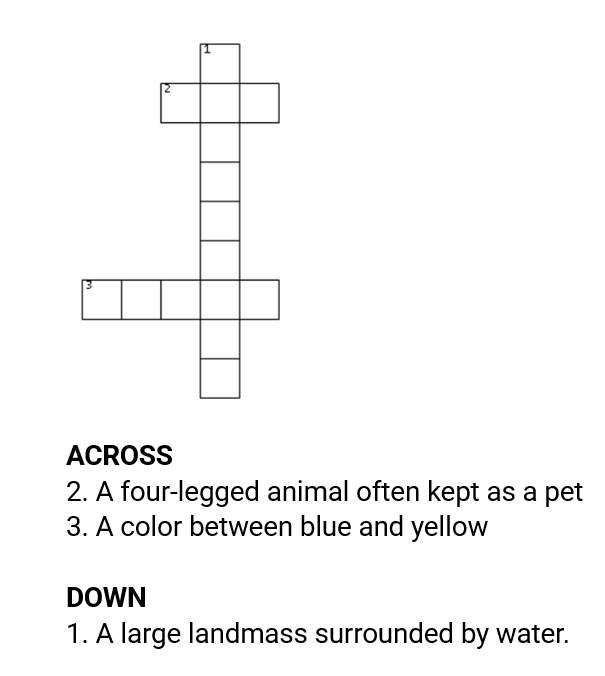 1
2
3
ACROSS
2. A four-legged animal often kept as a pet
3. A color between blue and yellow
DOWN
1. A large landmass surrounded by water.